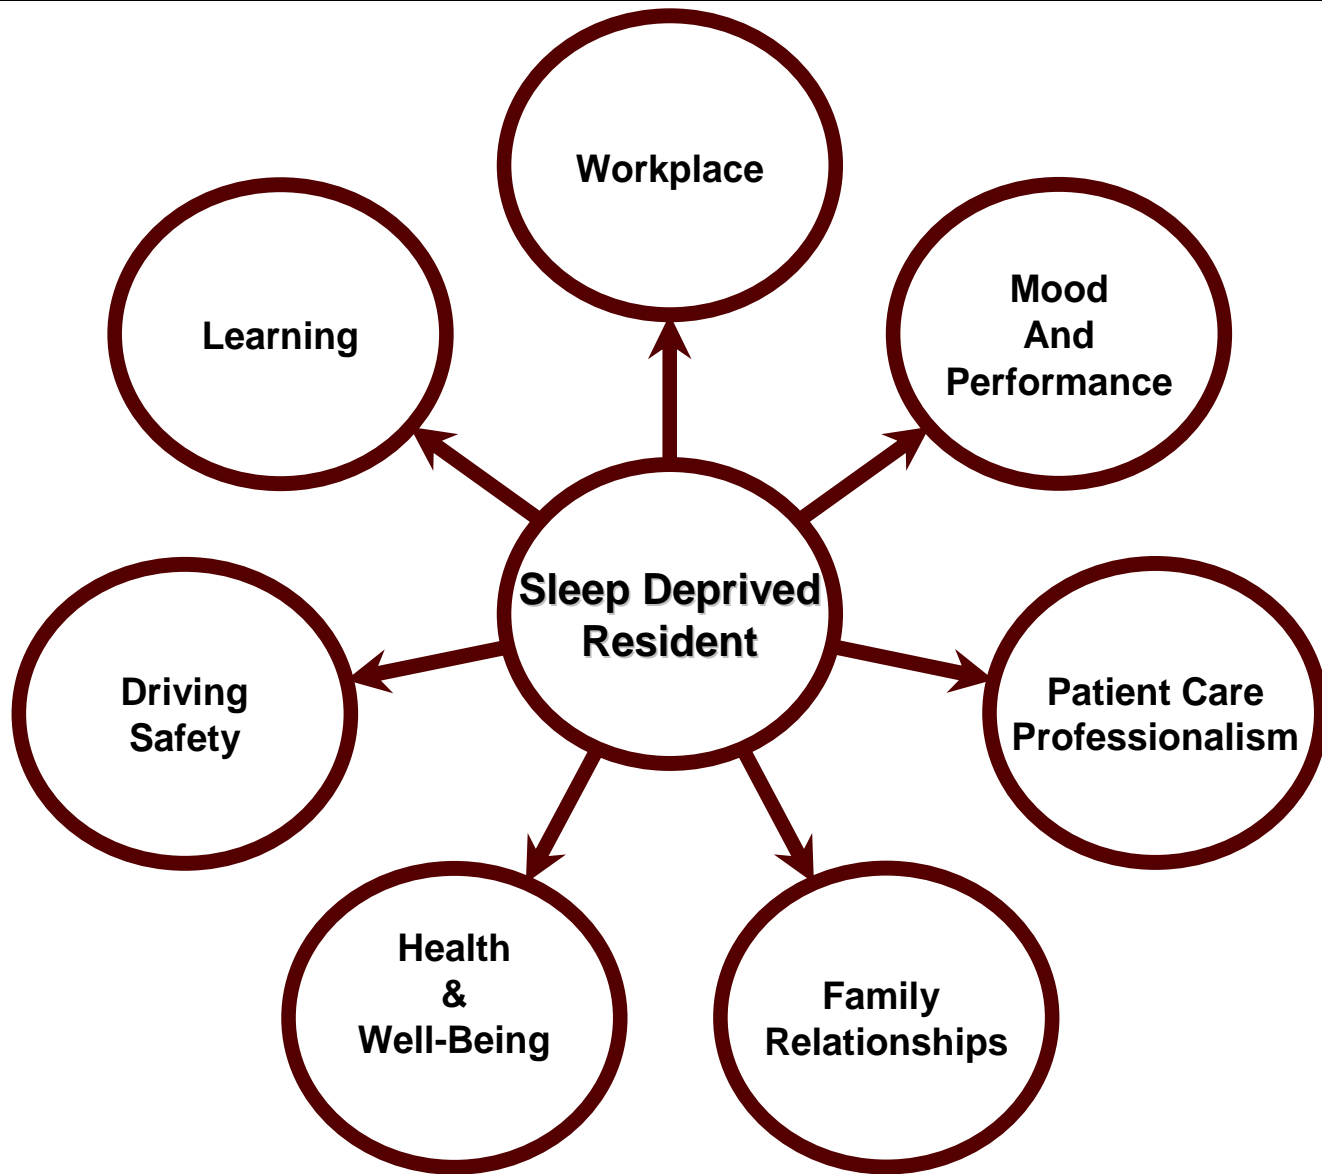 Workplace
Learning
Mood
And
Performance
Sleep Deprived
Resident
Driving
Safety
Patient Care
Professionalism
Health
&
Well-Being
Family
Relationships